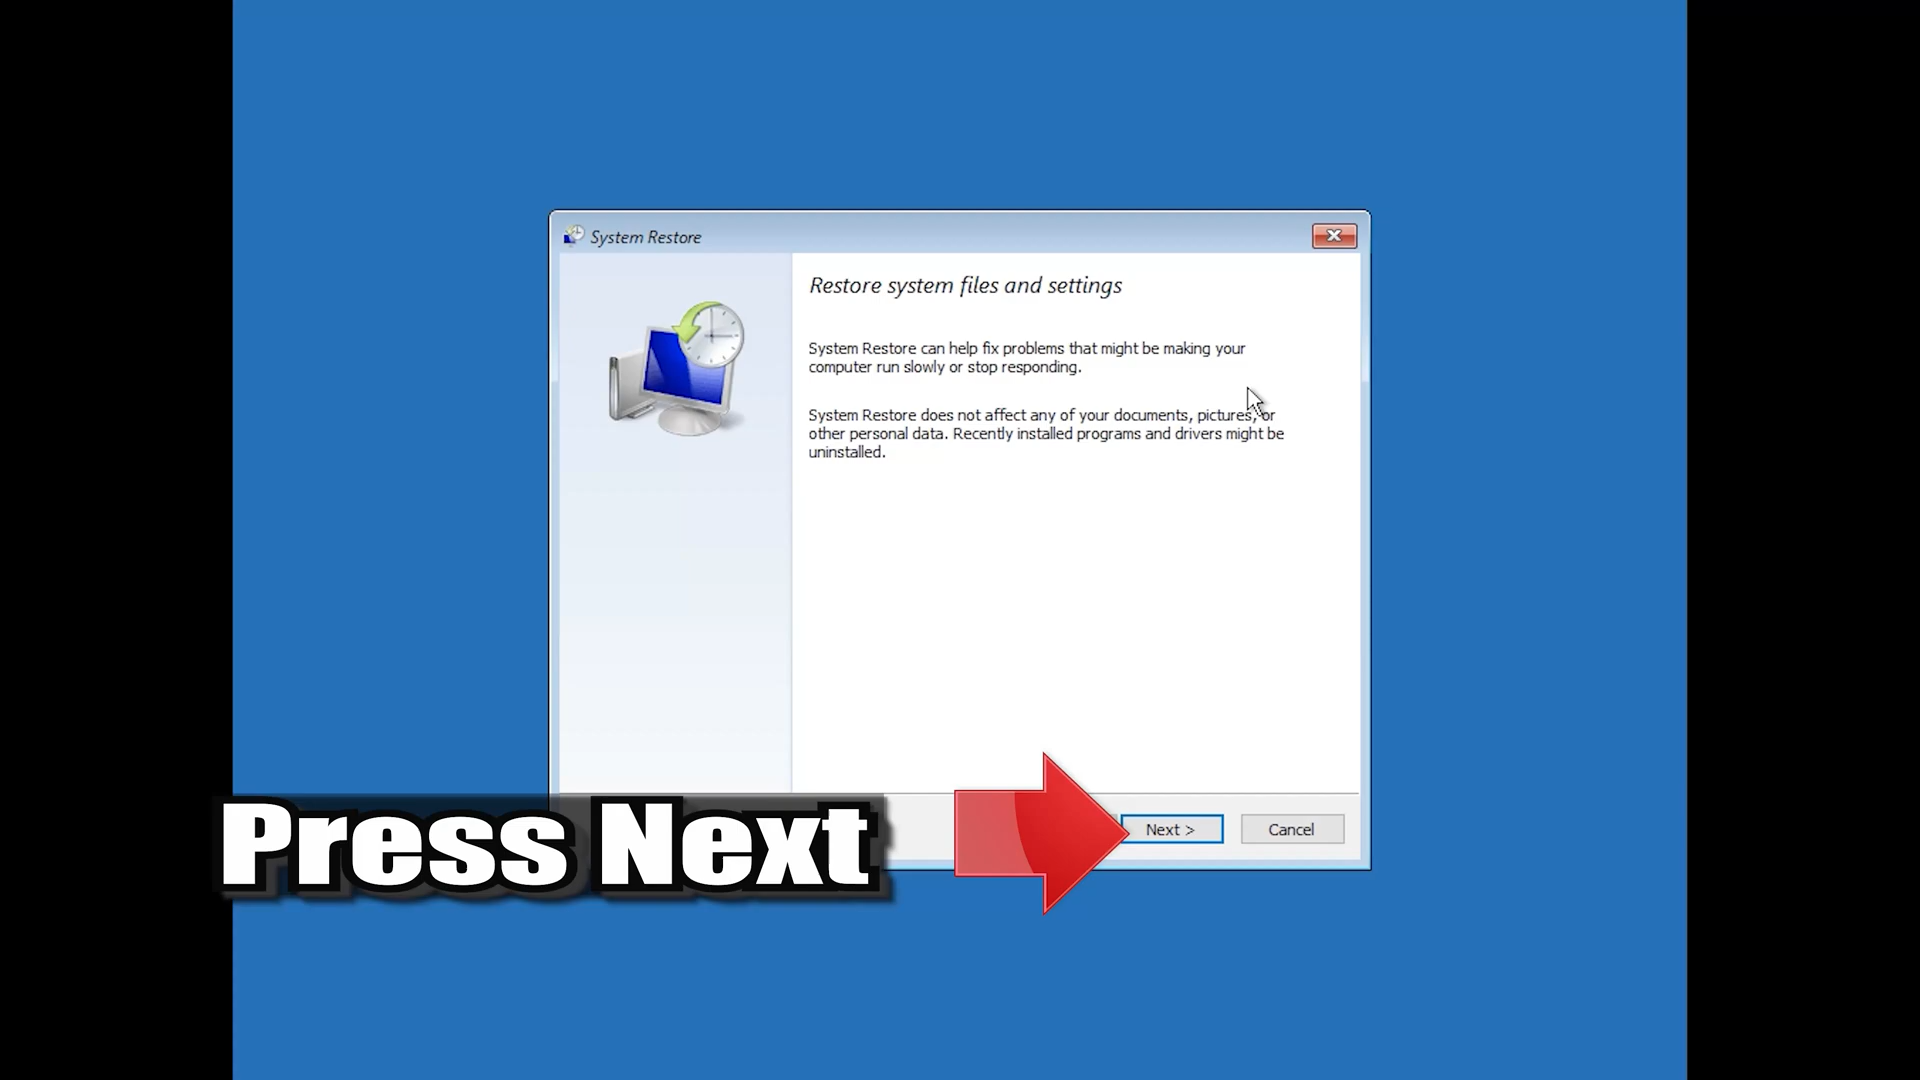 System Restore
Restore system files and settings
System Restore can help fix problems that might be making your
computer run slowly or stop responding.
System Restore does not affect any of your documents, pictures, or
other personal data. Recently installed programs and drivers might be
uninstalled.
Press Next
Next >
Cancel